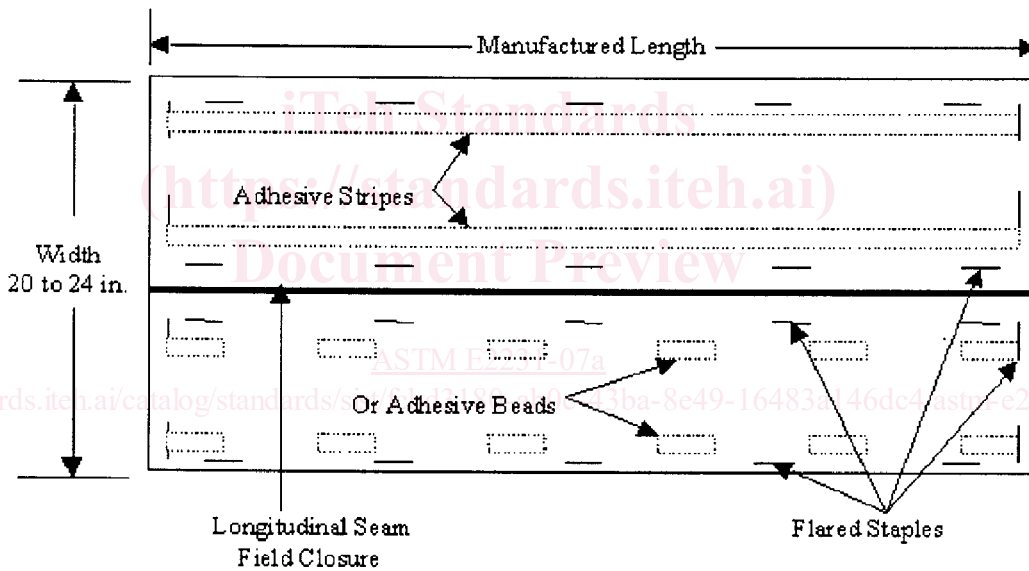 Manufactured Length
iTeh Standards
(https://standards.iteh.ai)
Adhesive Stripes
Document Preview
Width
20 to 24 in.
ASTM E2231-07a
Or Adhesive Beads
Longitudinal Seam
Field Closure
Flared Staples